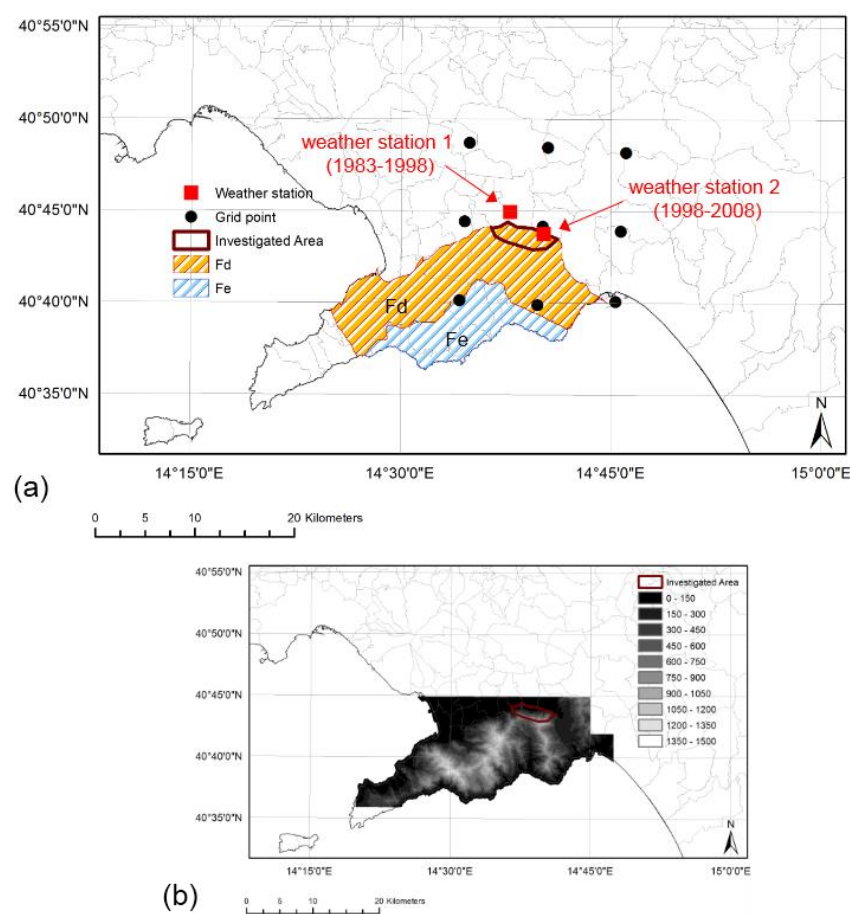 40°55'0"N
40°50'0"N
weather station 1
(1983-1998)
weather station 2
(1998-2008)
Weather station
40°45'0"N
Grid point
Investigated Area
Fd
Fe
40°40'0"N
Fd
Fe
40°35'0"N
N
14°15'0"E
14°30'0"E
14°45'0"E
15°0'0"E
(a)
0 5 10 20 Kilometers
40°55'0"N
Investigated Area
0 - 150
150 - 300
40°50'0"N
300 - 450
450 - 600
600 - 750
750 - 900
40°45'0"N
900 - 1050
1050 - 1200
1200 - 1350
1350 - 1500
40°40'0"N
40°35'0"N
N
14°15'0"E
14°30'0"E
14°45'0"E
15°0'0"E
(b)
0 5 10 20 Kilometers